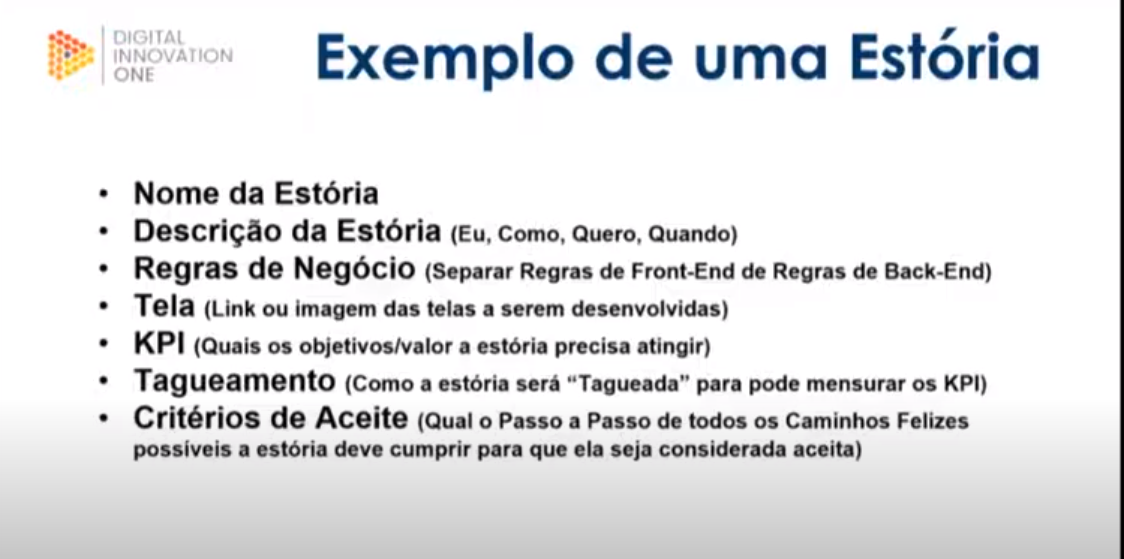 DIGITAL
INNOVATION
ONE
Exemplo de uma Estória
• Nome da Estória
• Descrição da Estória (Eu, Como, Quero, Quando)
• Regras de Negócio (Separar Regras de Front-End de Regras de Back-End)
• Tela (Link ou imagem das telas a serem desenvolvidas)
• KPI (Quais os objetivos/valor a estória precisa atingir)
• Tagueamento (Como a estória será “Tagueada” para pode mensurar os KPI)
• Critérios de Aceite (Qual o Passo a Passo de todos os Caminhos Felizes
possíveis a estória deve cumprir para que ela seja considerada aceita)